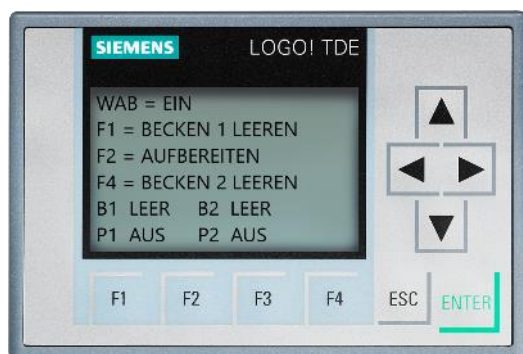 SIEMENS LOGO! TDE
WAB = EIN
F1 = BECKEN 1 LEEREN
F2 = AUFBEREITEN
F4 = BECKEN 2 LEEREN
B1 LEER B2 LEER
P1 AUS P2 AUS
F1 F2 F3 F4 ESC ENTER